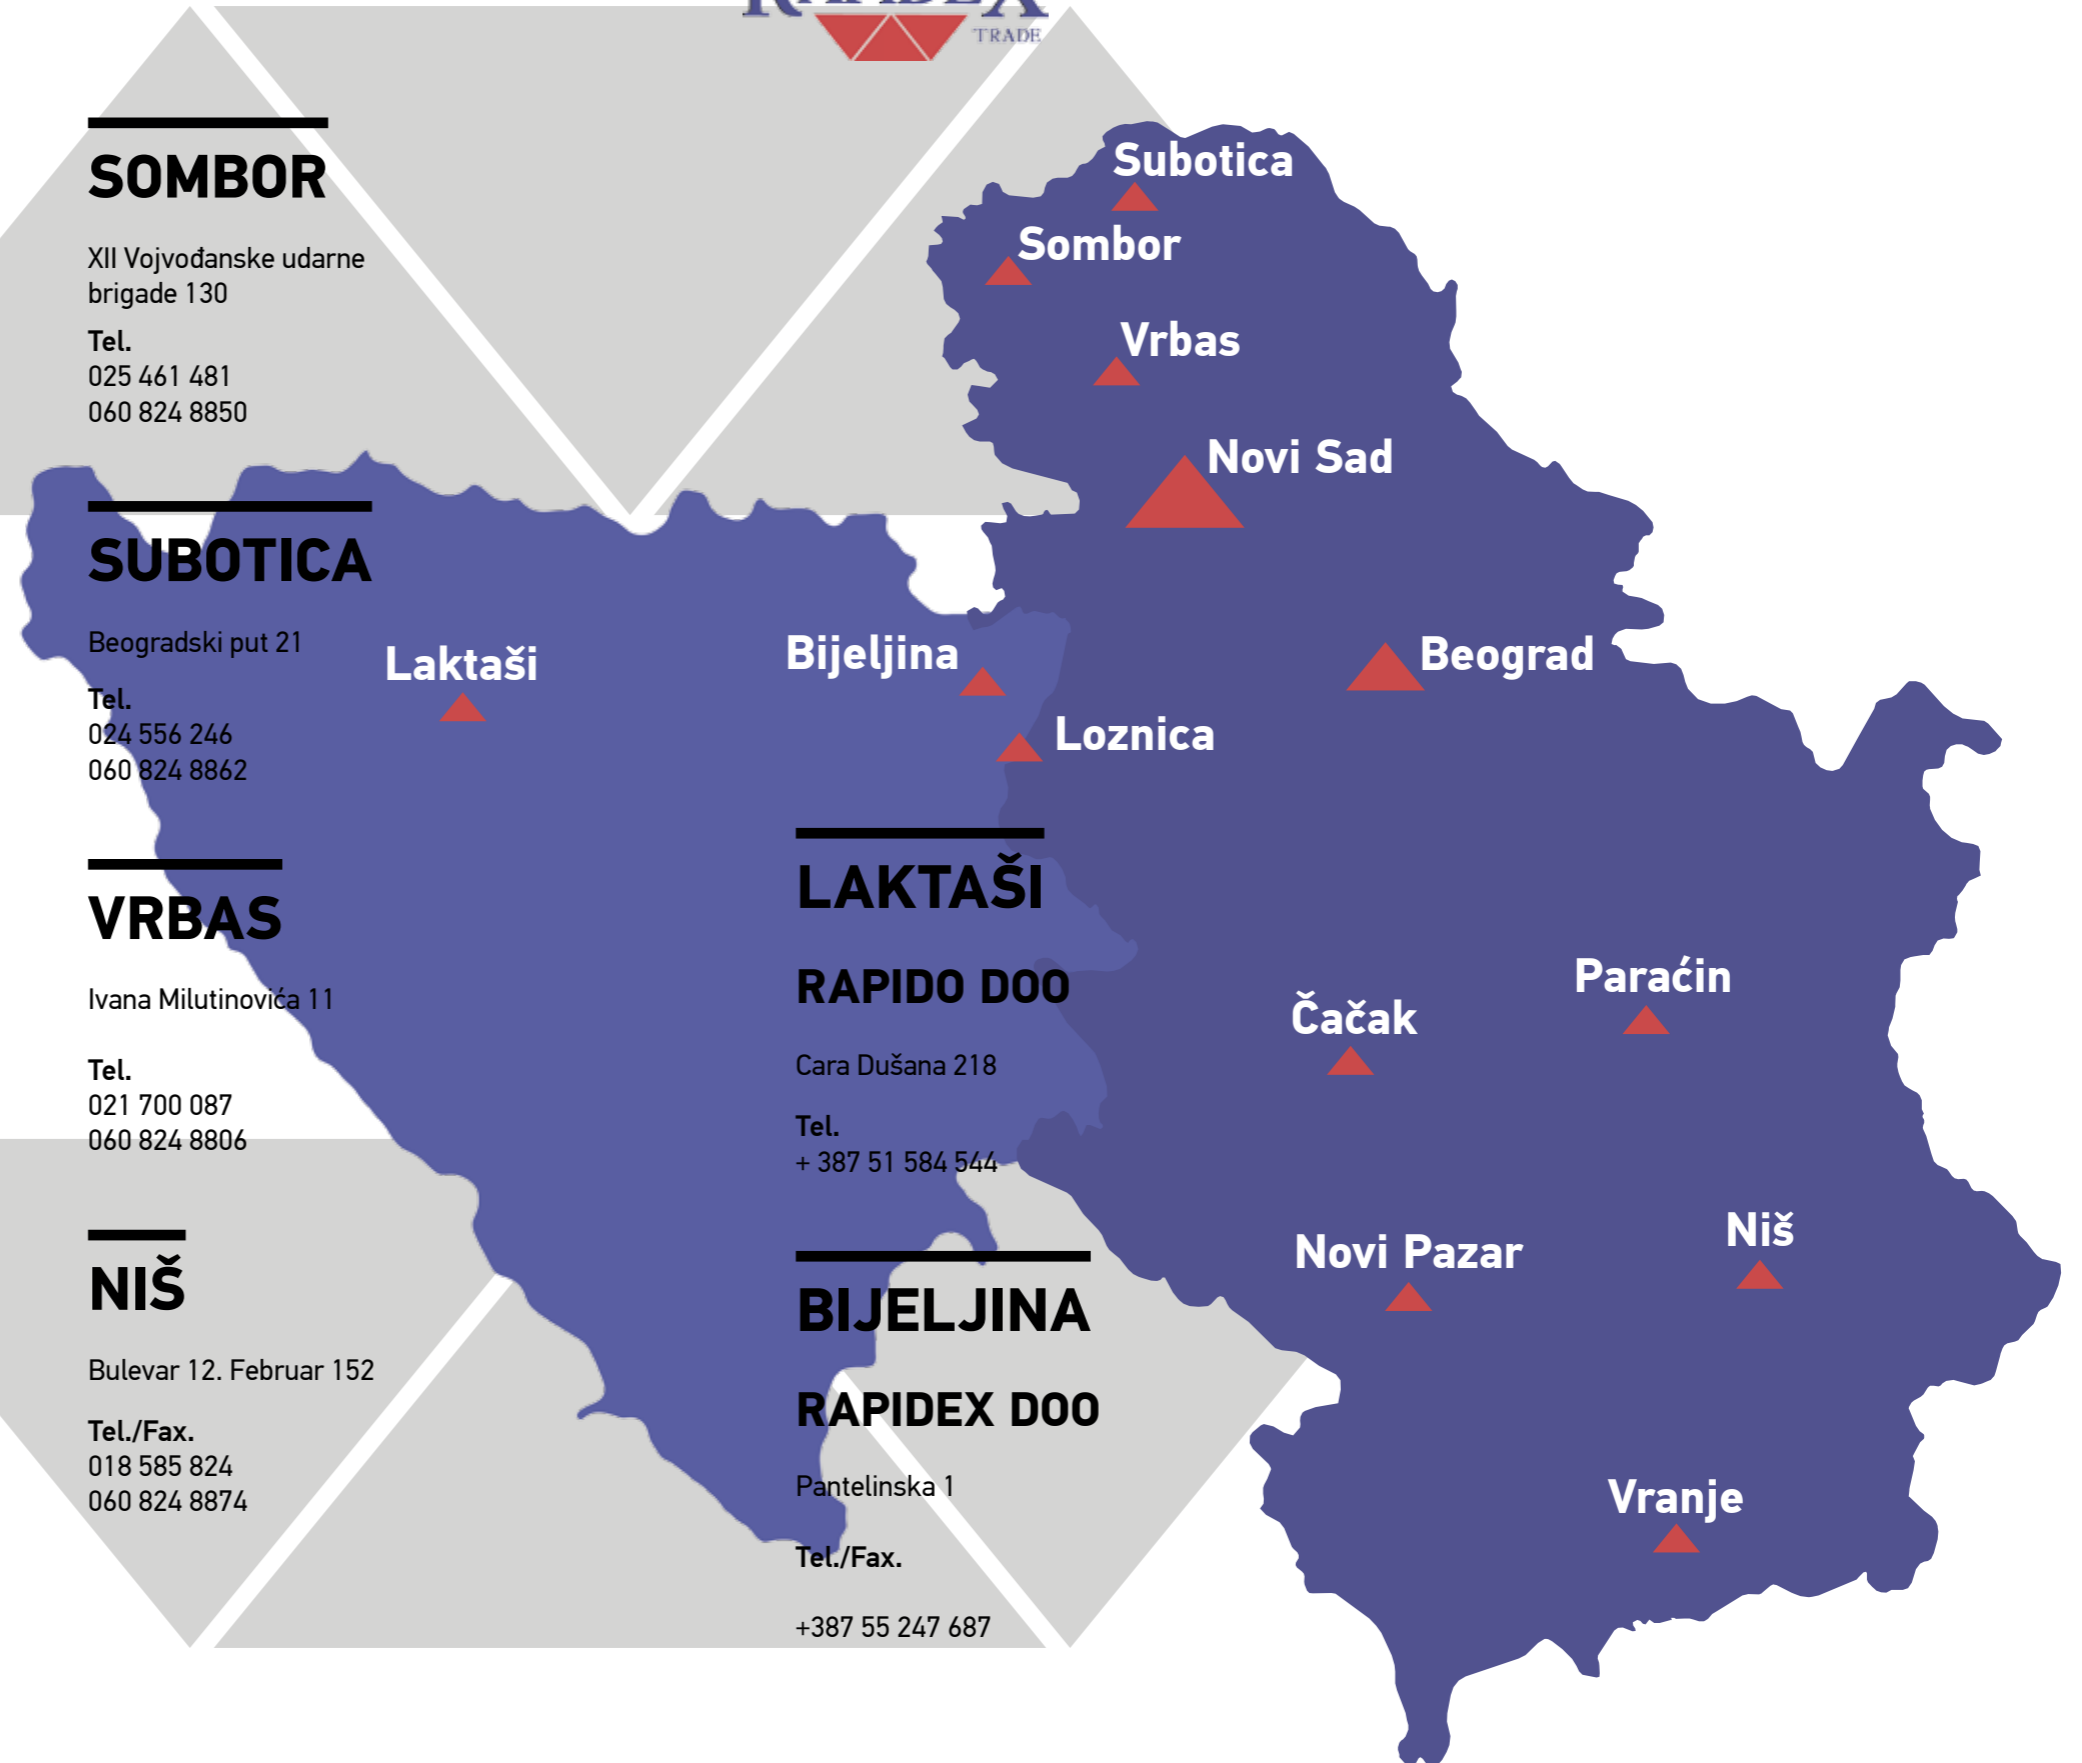 RAPIDEX
TRADE
SOMBOR
XII Vojvođanske udarne
brigade 130
Tel.
025 461 481
060 824 8850
SUBOTICA
Beogradski put 21
Tel.
024 556 246
060 824 8862
VRBAS
Ivana Milutinovića 11
Tel.
021 700 087
060 824 8806
NIŠ
Bulevar 12. Februar 152
Tel./Fax.
018 585 824
060 824 8874
LAKTAŠI
RAPIDO DOO
Cara Dušana 218
Tel.
+ 387 51 584 544
BIJELJINA
RAPIDEX DOO
Pantelinska 1
Tel./Fax.
+387 55 247 687
Subotica
Sombor
Vrbas
Novi Sad
Laktaši
Bijeljina
Beograd
Loznica
Paraćin
Čačak
Niš
Novi Pazar
Vranje